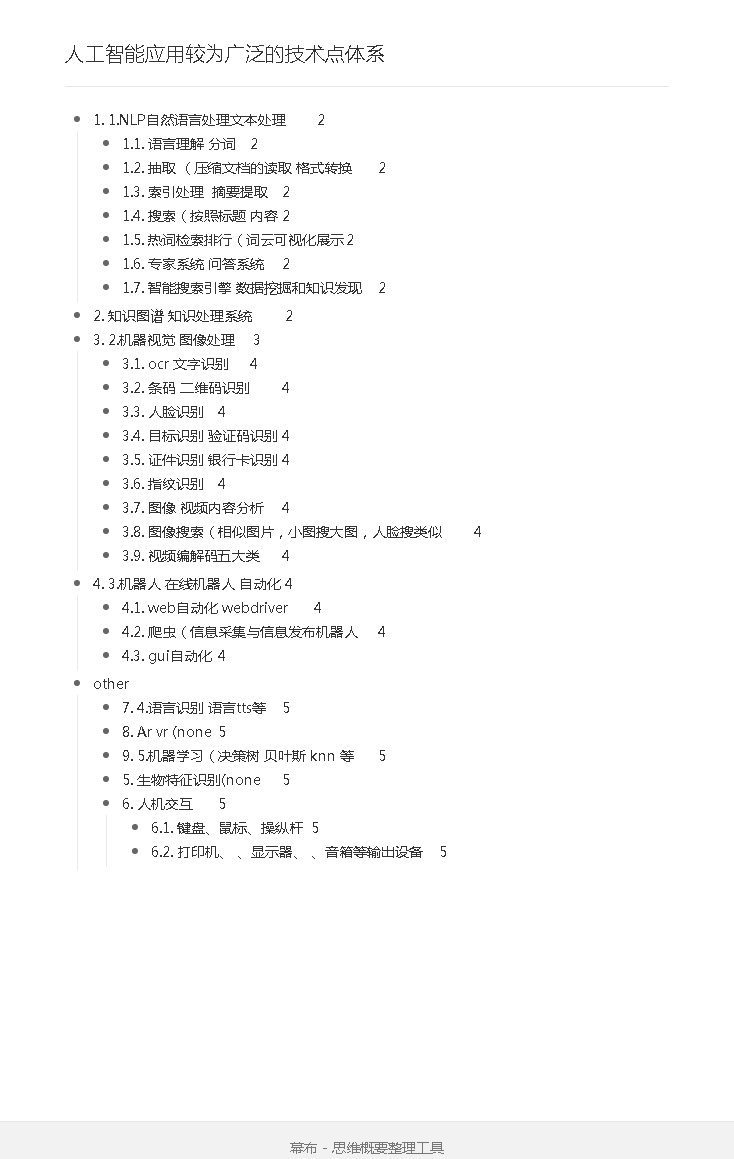 人工智能应用较为广泛的技术点体系
1. 1.NLP自然语言处理文本处理 2
1.1. 语言理解 分词 2
1.2. 抽取 （ 压缩文档的读取 格式转换 2
1.3. 索引处理 摘要提取 2
1.4. 搜索（ 按照标题 内容 2
1.5. 热词检索排行（ 词云可视化展示 2
1.6. 专家系统 问答系统 2
1.7. 智能搜索引擎 数据挖掘和知识发现 2
2. 知识图谱 知识处理系统 2
3. 2.机器视觉 图像处理 3
3.1. ocr 文字识别 4
3.2. 条码 二维码识别 4
3.3. 人脸识别 4
3.4. 目标识别 验证码识别 4
3.5. 证件识别 银行卡识别 4
3.6. 指纹识别 4
3.7. 图像 视频内容分析 4
3.8. 图像搜索（ 相似图片，小图搜大图，人脸搜类似 4
3.9. 视频编解码五大类 4
4. 3.机器人 在线机器人 自动化 4
4.1. web自动化 webdriver 4
4.2. 爬虫（ 信息采集与信息发布机器人 4
4.3. gui自动化 4
other
7. 4.语言识别 语言tts等 5
8. Ar vr (none 5
9. 5.机器学习（ 决策树 贝叶斯 knn 等 5
5. 生物特征识别(none 5
6. 人机交互 5
6.1. 键盘、鼠标、操纵杆 5
6.2. 打印机、 、显示器、 、音箱等输出设备 5
幕布 - 思维概要整理工具